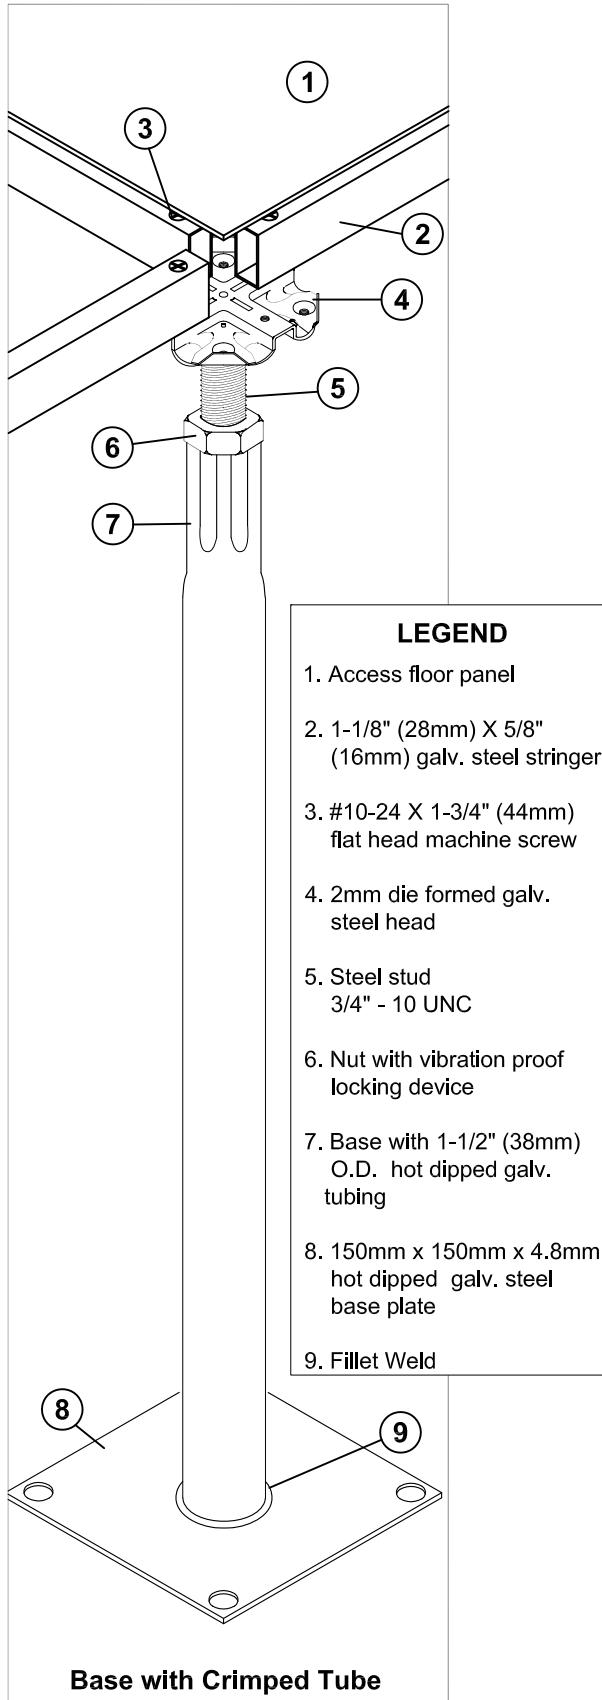 1
3
2
4
5
6
7
LEGEND
1. Access floor panel
2. 1-1/8" (28mm) X 5/8"
(16mm) galv. steel stringer
3. #10-24 X 1-3/4" (44mm)
flat head machine screw
4. 2mm die formed galv.
steel head
5. Steel stud
3/4" - 10 UNC
6. Nut with vibration proof
locking device
7. Base with 1-1/2" (38mm)
O.D. hot dipped galv.
tubing
8. 150mm x 150mm x 4.8mm
hot dipped galv. steel
base plate
9. Fillet Weld
8
9
Base with Crimped Tube